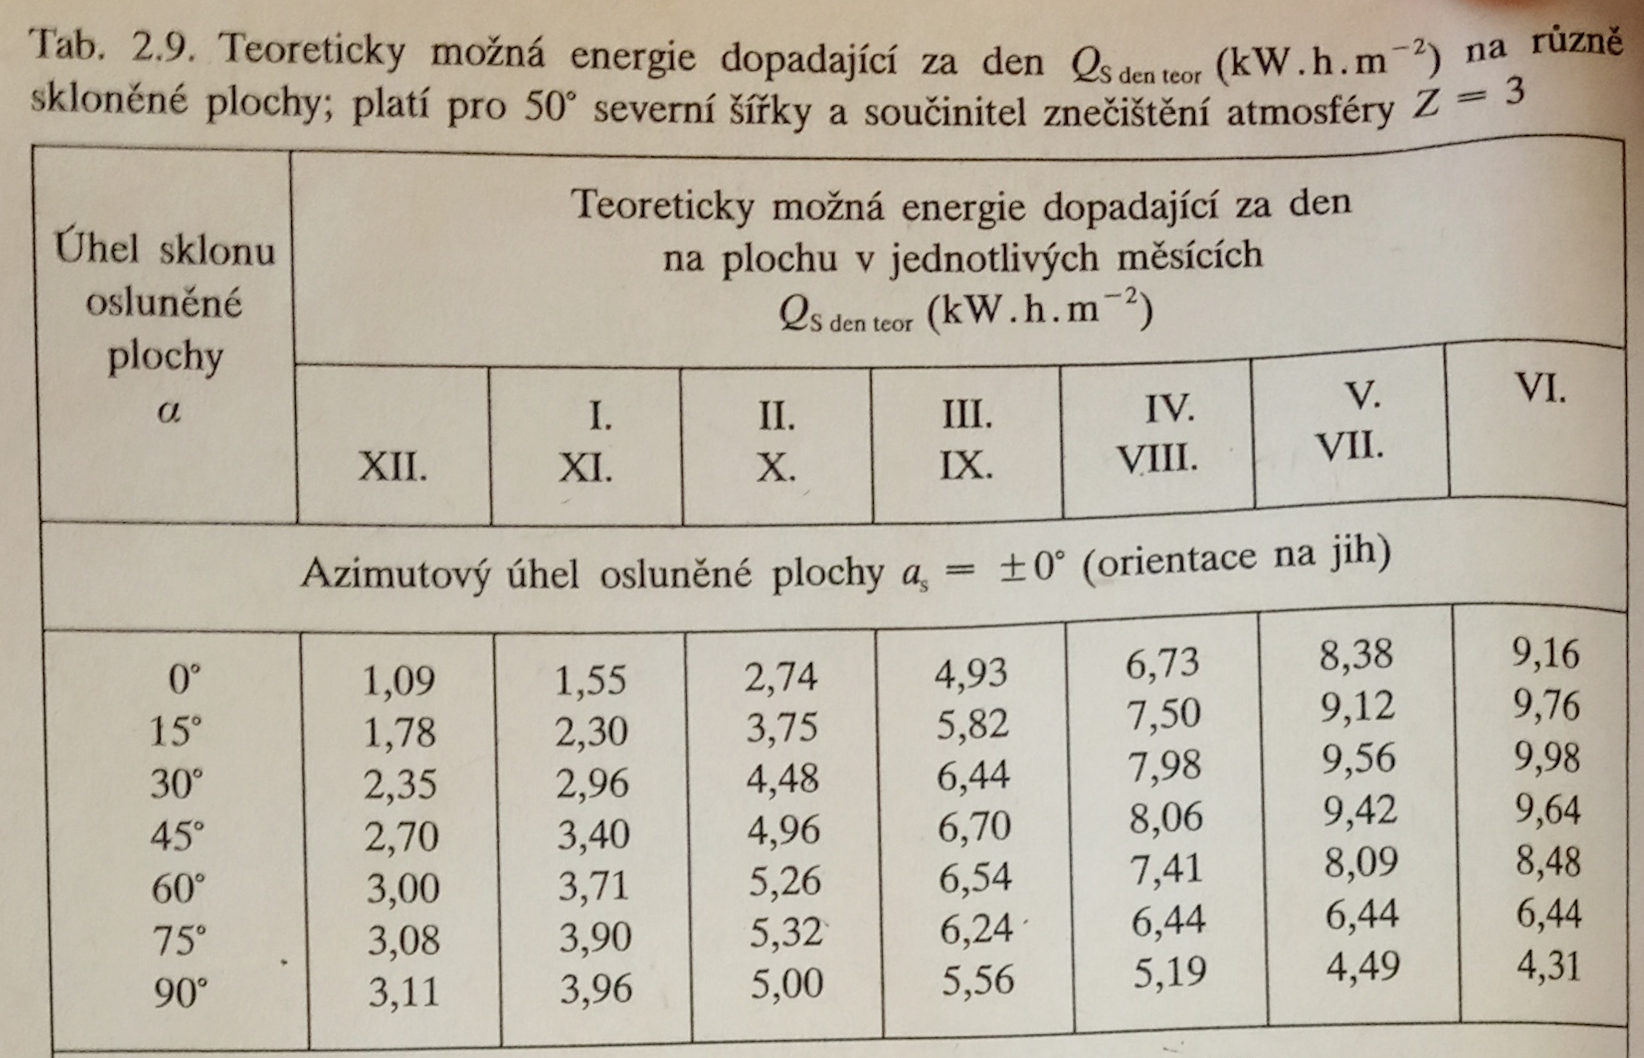 Tab. 2.9. Teoreticky možná energie dopadající za den Q_S den teor (kW.h.m⁻²) na různě
skloněné plochy; platí pro 50° severní šířky a součinitel znečištění atmosféry Z = 3
Úhel sklonu
osluněné
plochy
α
Teoreticky možná energie dopadající za den
na plochu v jednotlivých měsících
Q_S den teor (kW.h.m⁻²)
XII.
I.
XI.
II.
X.
III.
IX.
IV.
VIII.
V.
VII.
VI.
Azimutový úhel osluněné plochy a_s = ±0° (orientace na jih)
0° 1,09 1,55 2,74 4,93 6,73 8,38 9,16
15° 1,78 2,30 3,75 5,82 7,50 9,12 9,76
30° 2,35 2,96 4,48 6,44 7,98 9,56 9,98
45° 2,70 3,40 4,96 6,70 8,06 9,42 9,64
60° 3,00 3,71 5,26 6,54 7,41 8,09 8,48
75° 3,08 3,90 5,32 6,24 6,44 6,44 6,44
90° 3,11 3,96 5,00 5,56 5,19 4,49 4,31